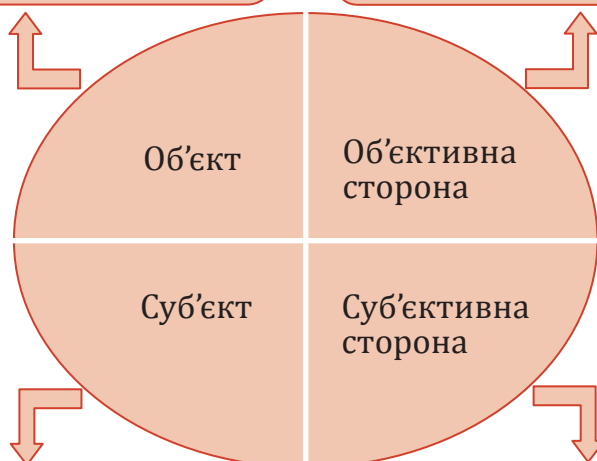 Об’єкт
Об’єктивна
сторона
Суб’єкт
Суб’єктивна
сторона